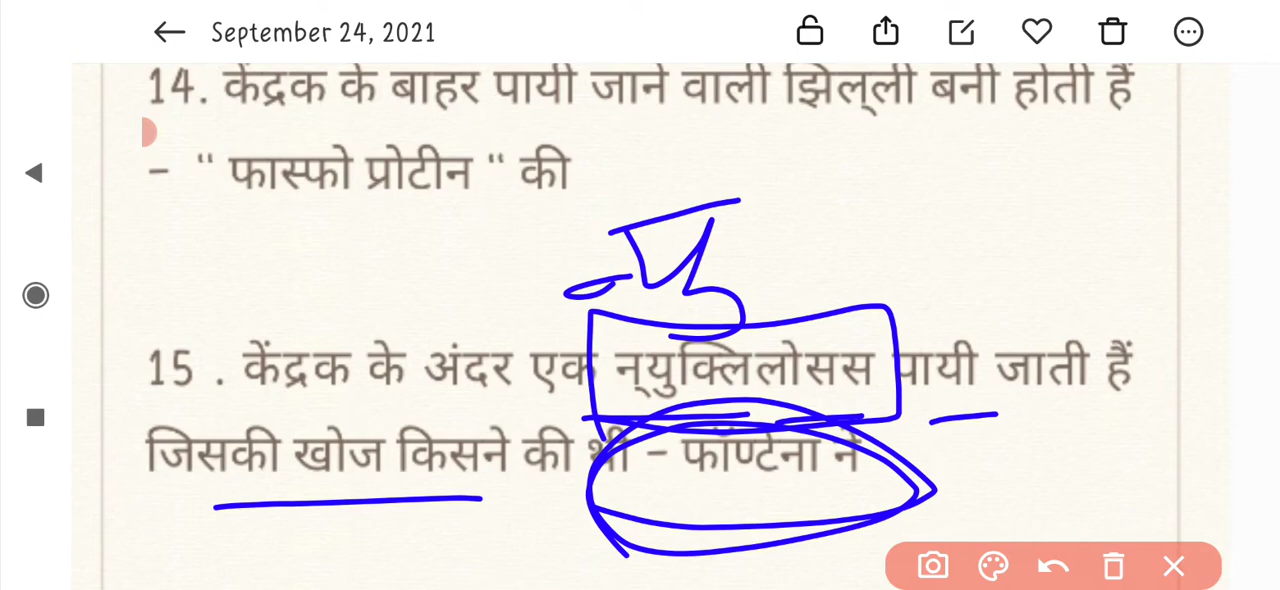 September 24, 2021
14. केंद्रक के बाहर पायी जाने वाली झिल्ली बनी होती हैं
- " फास्फो प्रोटीन " की
15 . केंद्रक के अंदर एक न्युक्लिलोसस पायी जाती हैं
जिसकी खोज किसने की थी - फॉण्टेना ने